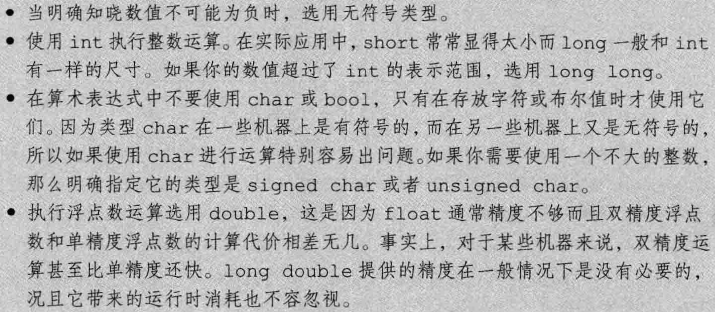 • 当明确知晓数值不可能为负时，选用无符号类型。
• 使用 int 执行整数运算。在实际应用中，short 常常显得太小而 long 一般和 int
有一样的尺寸。如果你的数值超过了 int 的表示范围，选用 long long。
• 在算术表达式中不要使用 char 或 bool，只有在存放字符或布尔值时才使用它
们。因为类型 char 在一些机器上是有符号的，而在另一些机器上又是无符号的，
所以如果使用 char 进行运算特别容易出问题。如果你需要使用一个不大的整数，
那么明确指定它的类型是 signed char 或者 unsigned char。
• 执行浮点数运算选用 double，这是因为 float 通常精度不够而且双精度浮点
数和单精度浮点数的计算代价相差无几。事实上，对于某些机器来说，双精度运
算甚至比单精度还快。long double 提供的精度在一般情况下是没有必要的，
况且它带来的运行时消耗也不容忽视。